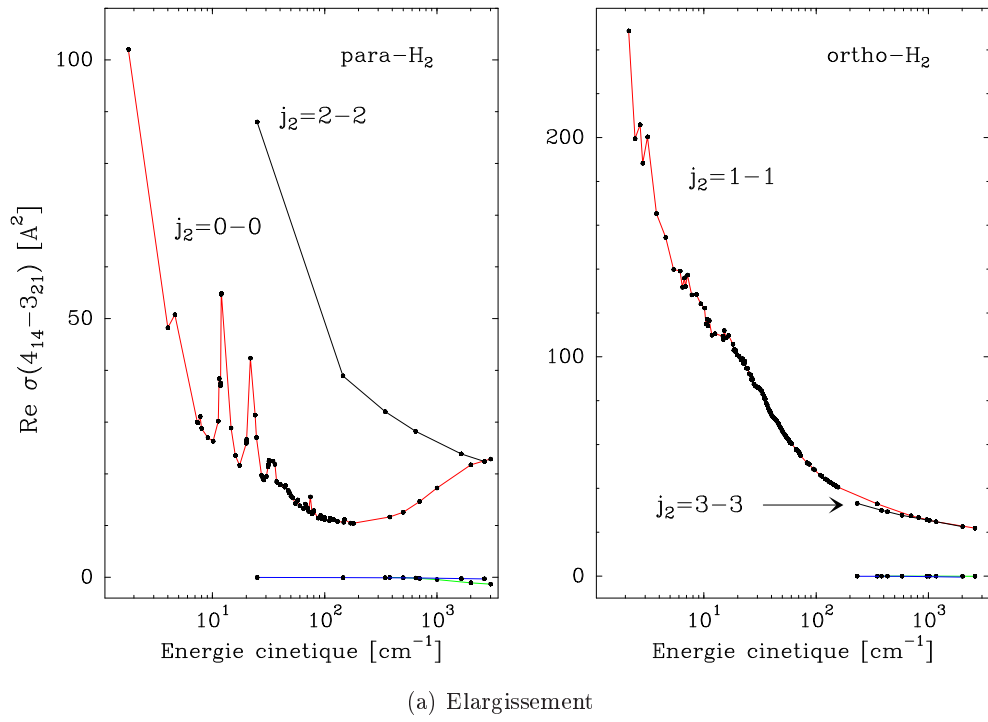 para-H₂
ortho-H₂
j₂=2-2
j₂=0-0
j₂=1-1
j₂=3-3
Re σ(4₁₄-3₂₁) [A²]
100
50
0
200
100
0
10¹
10²
10³
10¹
10²
10³
Energie cinetique [cm⁻¹]
Energie cinetique [cm⁻¹]
(a) Elargissement